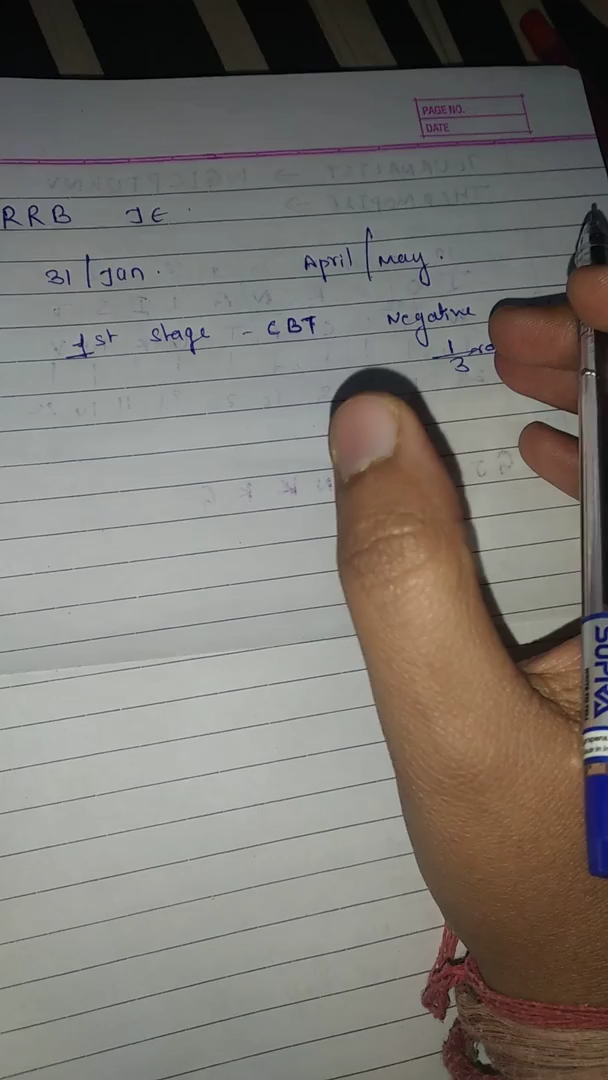 PAGE NO.
DATE
RRB JE.
31/Jan. April/May.
1st Stage - CBT Negative
1/3
SUPRA